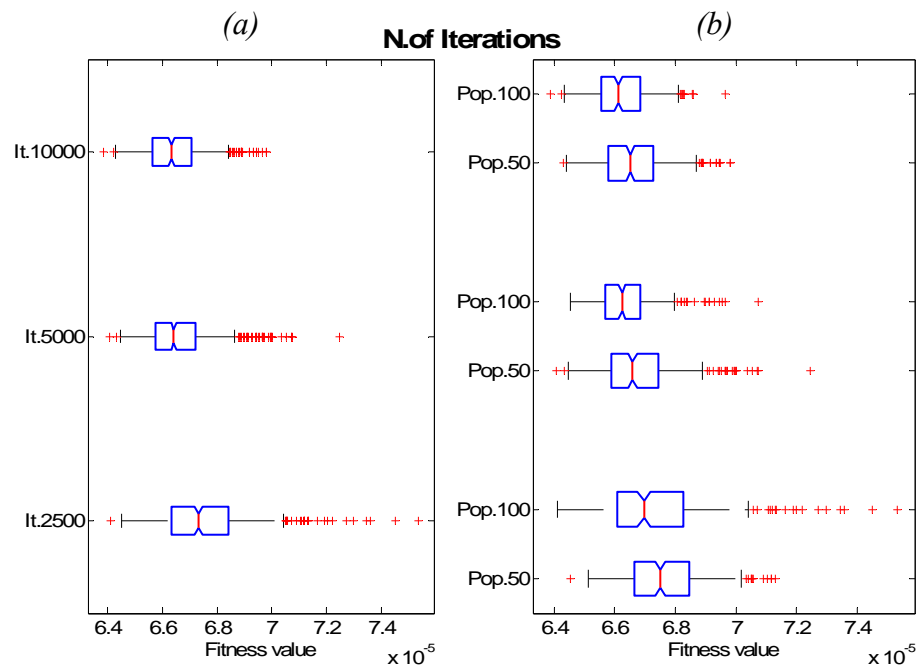 (a)
(b)
N.of Iterations
It.10000
It.5000
It.2500
6.4
6.6
6.8
7
7.2
7.4
Fitness value
x 10-5
Pop.100
Pop.50
Pop.100
Pop.50
Pop.100
Pop.50
6.4
6.6
6.8
7
7.2
7.4
Fitness value
x 10-5